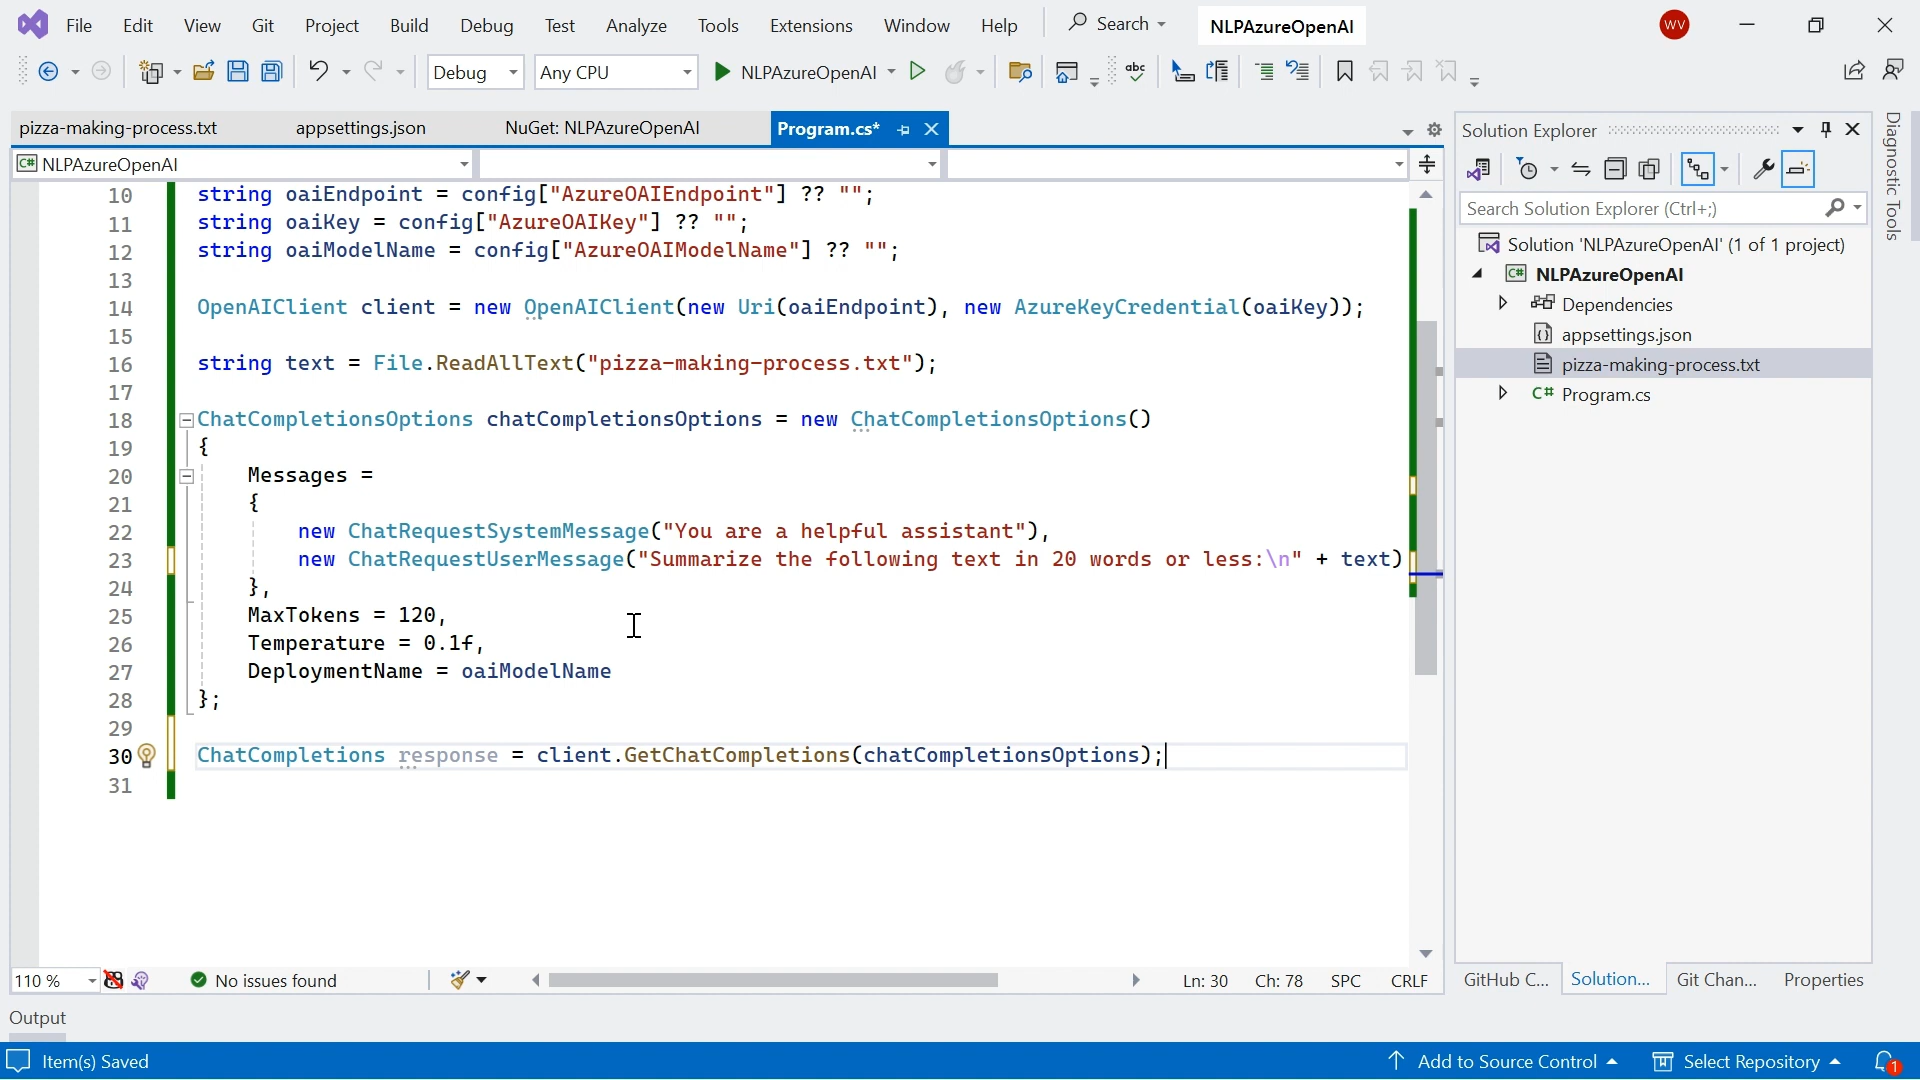 File Edit View Git Project Build Debug Test Analyze Tools Extensions Window Help Search NLPAzureOpenAI WV
Debug Any CPU NLPAzureOpenAI abc
pizza-making-process.txt appsettings.json NuGet: NLPAzureOpenAI Program.cs*
C# NLPAzureOpenAI
10 string oaiEndpoint = config["AzureOAIEndpoint"] ?? "";
11 string oaiKey = config["AzureOAIKey"] ?? "";
12 string oaiModelName = config["AzureOAIModelName"] ?? "";
13
14 OpenAIClient client = new OpenAIClient(new Uri(oaiEndpoint), new AzureKeyCredential(oaiKey));
15
16 string text = File.ReadAllText("pizza-making-process.txt");
17
18 ChatCompletionsOptions chatCompletionsOptions = new ChatCompletionsOptions()
19 {
20 Messages =
21 {
22 new ChatRequestSystemMessage("You are a helpful assistant"),
23 new ChatRequestUserMessage("Summarize the following text in 20 words or less:\n" + text)
24 },
25 MaxTokens = 120,
26 Temperature = 0.1f,
27 DeploymentName = oaiModelName
28 };
29
30 ChatCompletions response = client.GetChatCompletions(chatCompletionsOptions);
31
110 % No issues found Ln: 30 Ch: 78 SPC CRLF
Solution Explorer
Search Solution Explorer (Ctrl+;)
Solution 'NLPAzureOpenAI' (1 of 1 project)
C# NLPAzureOpenAI
Dependencies
appsettings.json
pizza-making-process.txt
C# Program.cs
GitHub C... Solution... Git Chan... Properties
Diagnostic Tools
Output
Item(s) Saved Add to Source Control Select Repository 1